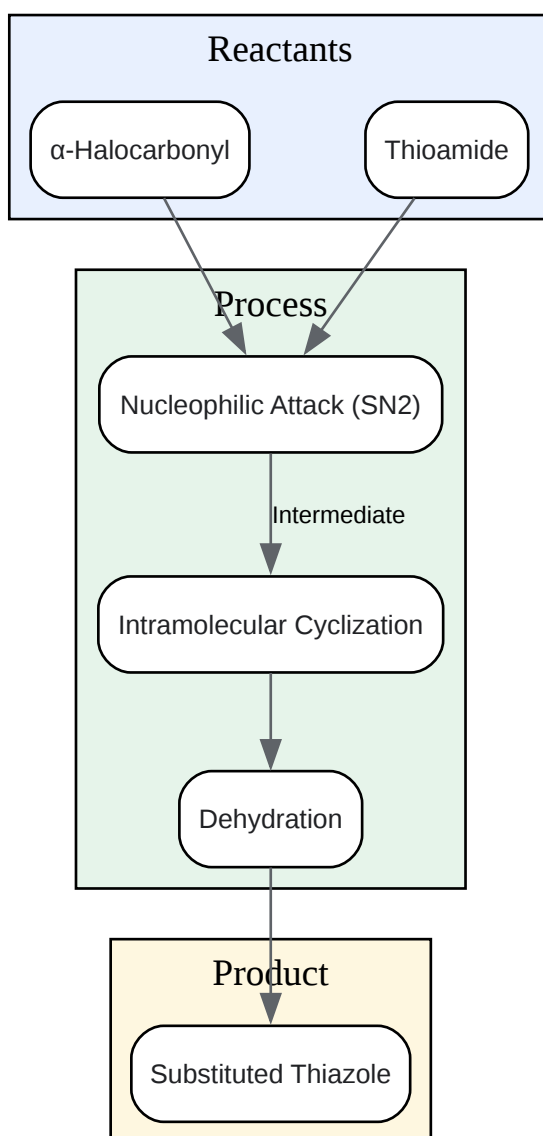 Reactants
α-Halocarbonyl
Thioamide
Process
Nucleophilic Attack (SN2)
Intermediate
Intramolecular Cyclization
Dehydration
Product
Substituted Thiazole